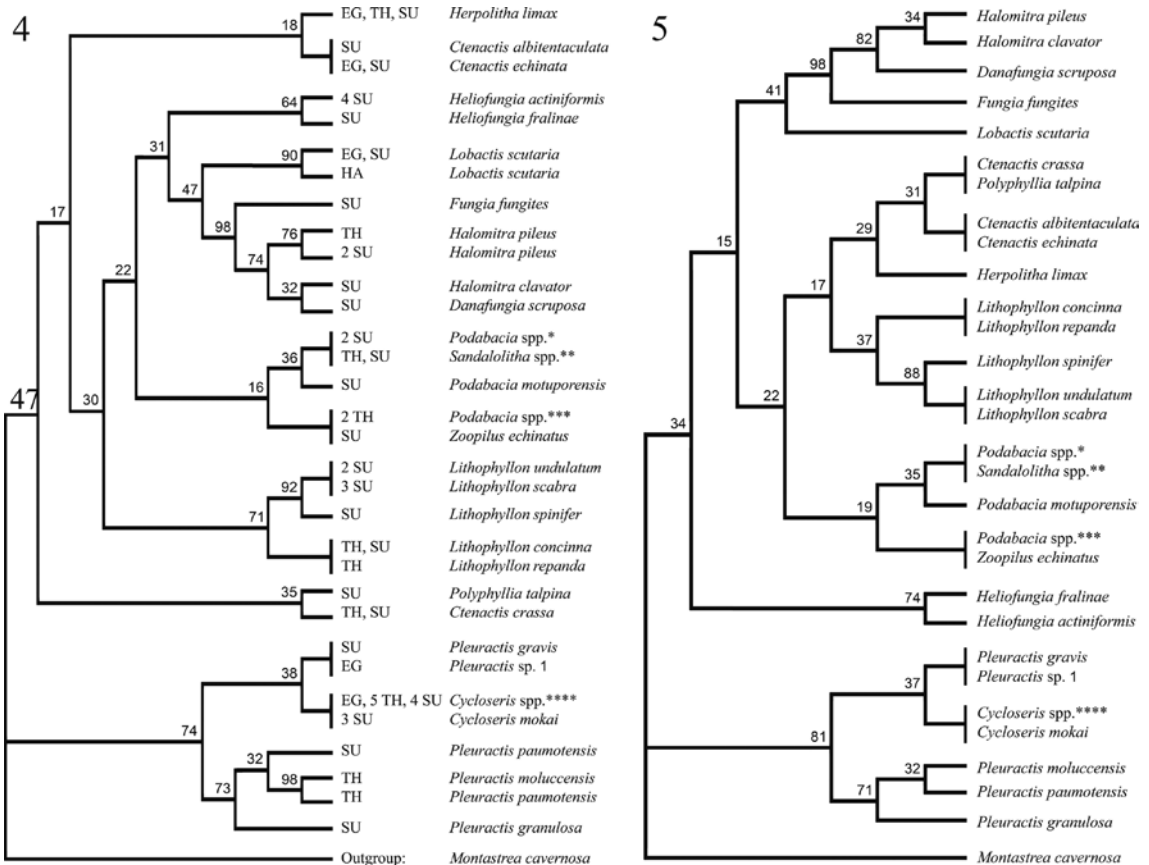 4
18
EG, TH, SU Herpolitha limax
SU Ctenactis albitentaculata
EG, SU Ctenactis echinata
64
4 SU Heliofungia actiniformis
SU Heliofungia fralinae
31
90
EG, SU Lobactis scutaria
HA Lobactis scutaria
47
SU Fungia fungites
17
98
76
TH Halomitra pileus
2 SU Halomitra pileus
74
22
32
SU Halomitra clavator
SU Danafungia scruposa
2 SU Podabacia spp.*
36
TH, SU Sandalolitha spp.**
16
SU Podabacia motuporensis
47
30
2 TH Podabacia spp.***
SU Zoopilus echinatus
2 SU Lithophyllon undulatum
92
3 SU Lithophyllon scabra
71
SU Lithophyllon spinifer
TH, SU Lithophyllon concinna
TH Lithophyllon repanda
35
SU Polyphyllia talpina
TH, SU Ctenactis crassa
SU Pleuractis gravis
38
EG Pleuractis sp. 1
74
EG, 5 TH, 4 SU Cycloseris spp.****
3 SU Cycloseris mokai
32
SU Pleuractis paumotensis
73
98
TH Pleuractis moluccensis
TH Pleuractis paumotensis
SU Pleuractis granulosa
Outgroup: Montastrea cavernosa
5
34
Halomitra pileus
82
Halomitra clavator
98
Danafungia scruposa
41
Fungia fungites
Lobactis scutaria
Ctenactis crassa
31
Polyphyllia talpina
29
Ctenactis albitentaculata
15
Ctenactis echinata
17
Herpolitha limax
Lithophyllon concinna
37
Lithophyllon repanda
88
Lithophyllon spinifer
22
Lithophyllon undulatum
34
Lithophyllon scabra
Podabacia spp.*
35
Sandalolitha spp.**
19
Podabacia motuporensis
Podabacia spp.***
Zoopilus echinatus
74
Heliofungia fralinae
Heliofungia actiniformis
Pleuractis gravis
37
Pleuractis sp. 1
Cycloseris spp.****
81
Cycloseris mokai
32
Pleuractis moluccensis
71
Pleuractis paumotensis
Pleuractis granulosa
Montastrea cavernosa